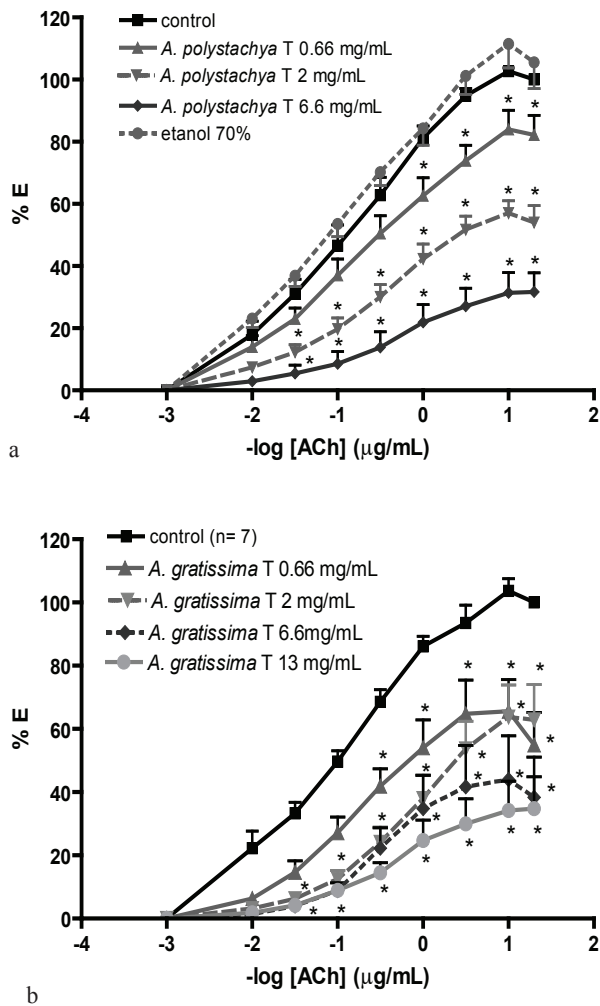 control
A. polystachya T 0.66 mg/mL
A. polystachya T 2 mg/mL
A. polystachya T 6.6 mg/mL
etanol 70%
% E
120
100
80
60
40
20
0
-4 -3 -2 -1 0 1 2
-log [ACh] (μg/mL)
* * * *
* * * * * *
* * * * * *
a
control (n= 7)
A. gratissima T 0.66 mg/mL
A. gratissima T 2 mg/mL
A. gratissima T 6.6mg/mL
A. gratissima T 13 mg/mL
% E
120
100
80
60
40
20
0
-4 -3 -2 -1 0 1 2
-log [ACh] (μg/mL)
b